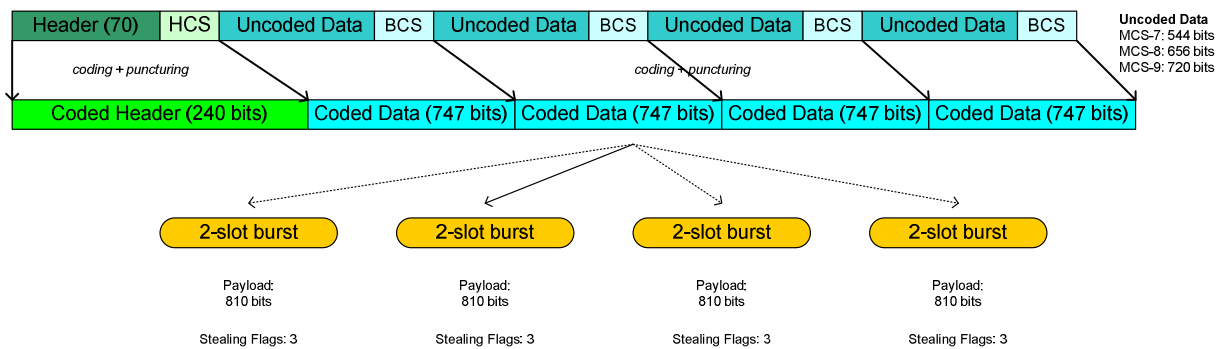 Header (70) HCS Uncoded Data BCS Uncoded Data BCS Uncoded Data BCS Uncoded Data BCS
Uncoded Data
MCS-7: 544 bits
MCS-8: 656 bits
MCS-9: 720 bits
coding + puncturing coding + puncturing
Coded Header (240 bits) Coded Data (747 bits) Coded Data (747 bits) Coded Data (747 bits) Coded Data (747 bits)
2-slot burst 2-slot burst 2-slot burst 2-slot burst
Payload: Payload: Payload: Payload:
810 bits 810 bits 810 bits 810 bits
Stealing Flags: 3 Stealing Flags: 3 Stealing Flags: 3 Stealing Flags: 3